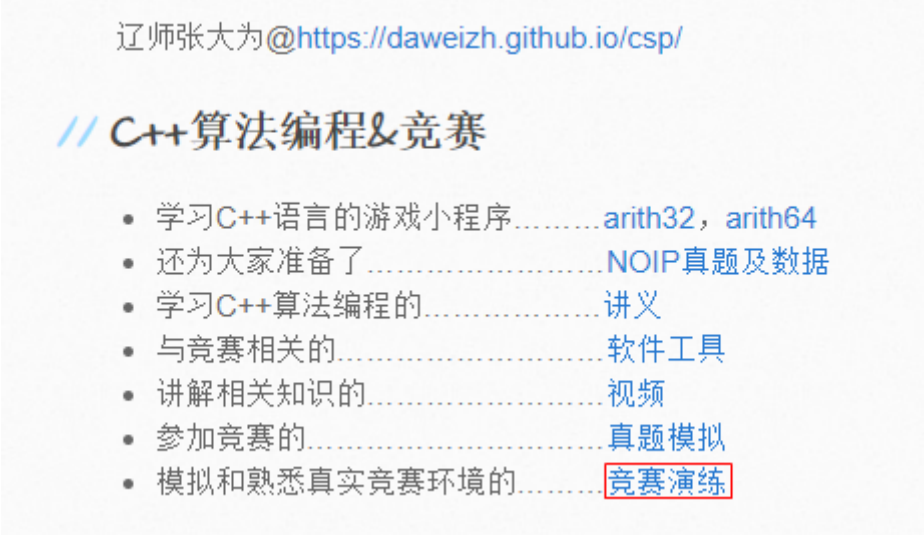 辽师张大为@https://daweizh.github.io/csp/
// C++算法编程&竞赛
• 学习C++语言的游戏小程序………arith32，arith64
• 还为大家准备了………………………NOIP真题及数据
• 学习C++算法编程的…………………讲义
• 与竞赛相关的…………………………软件工具
• 讲解相关知识的………………………视频
• 参加竞赛的……………………………真题模拟
• 模拟和熟悉真实竞赛环境的………竞赛演练